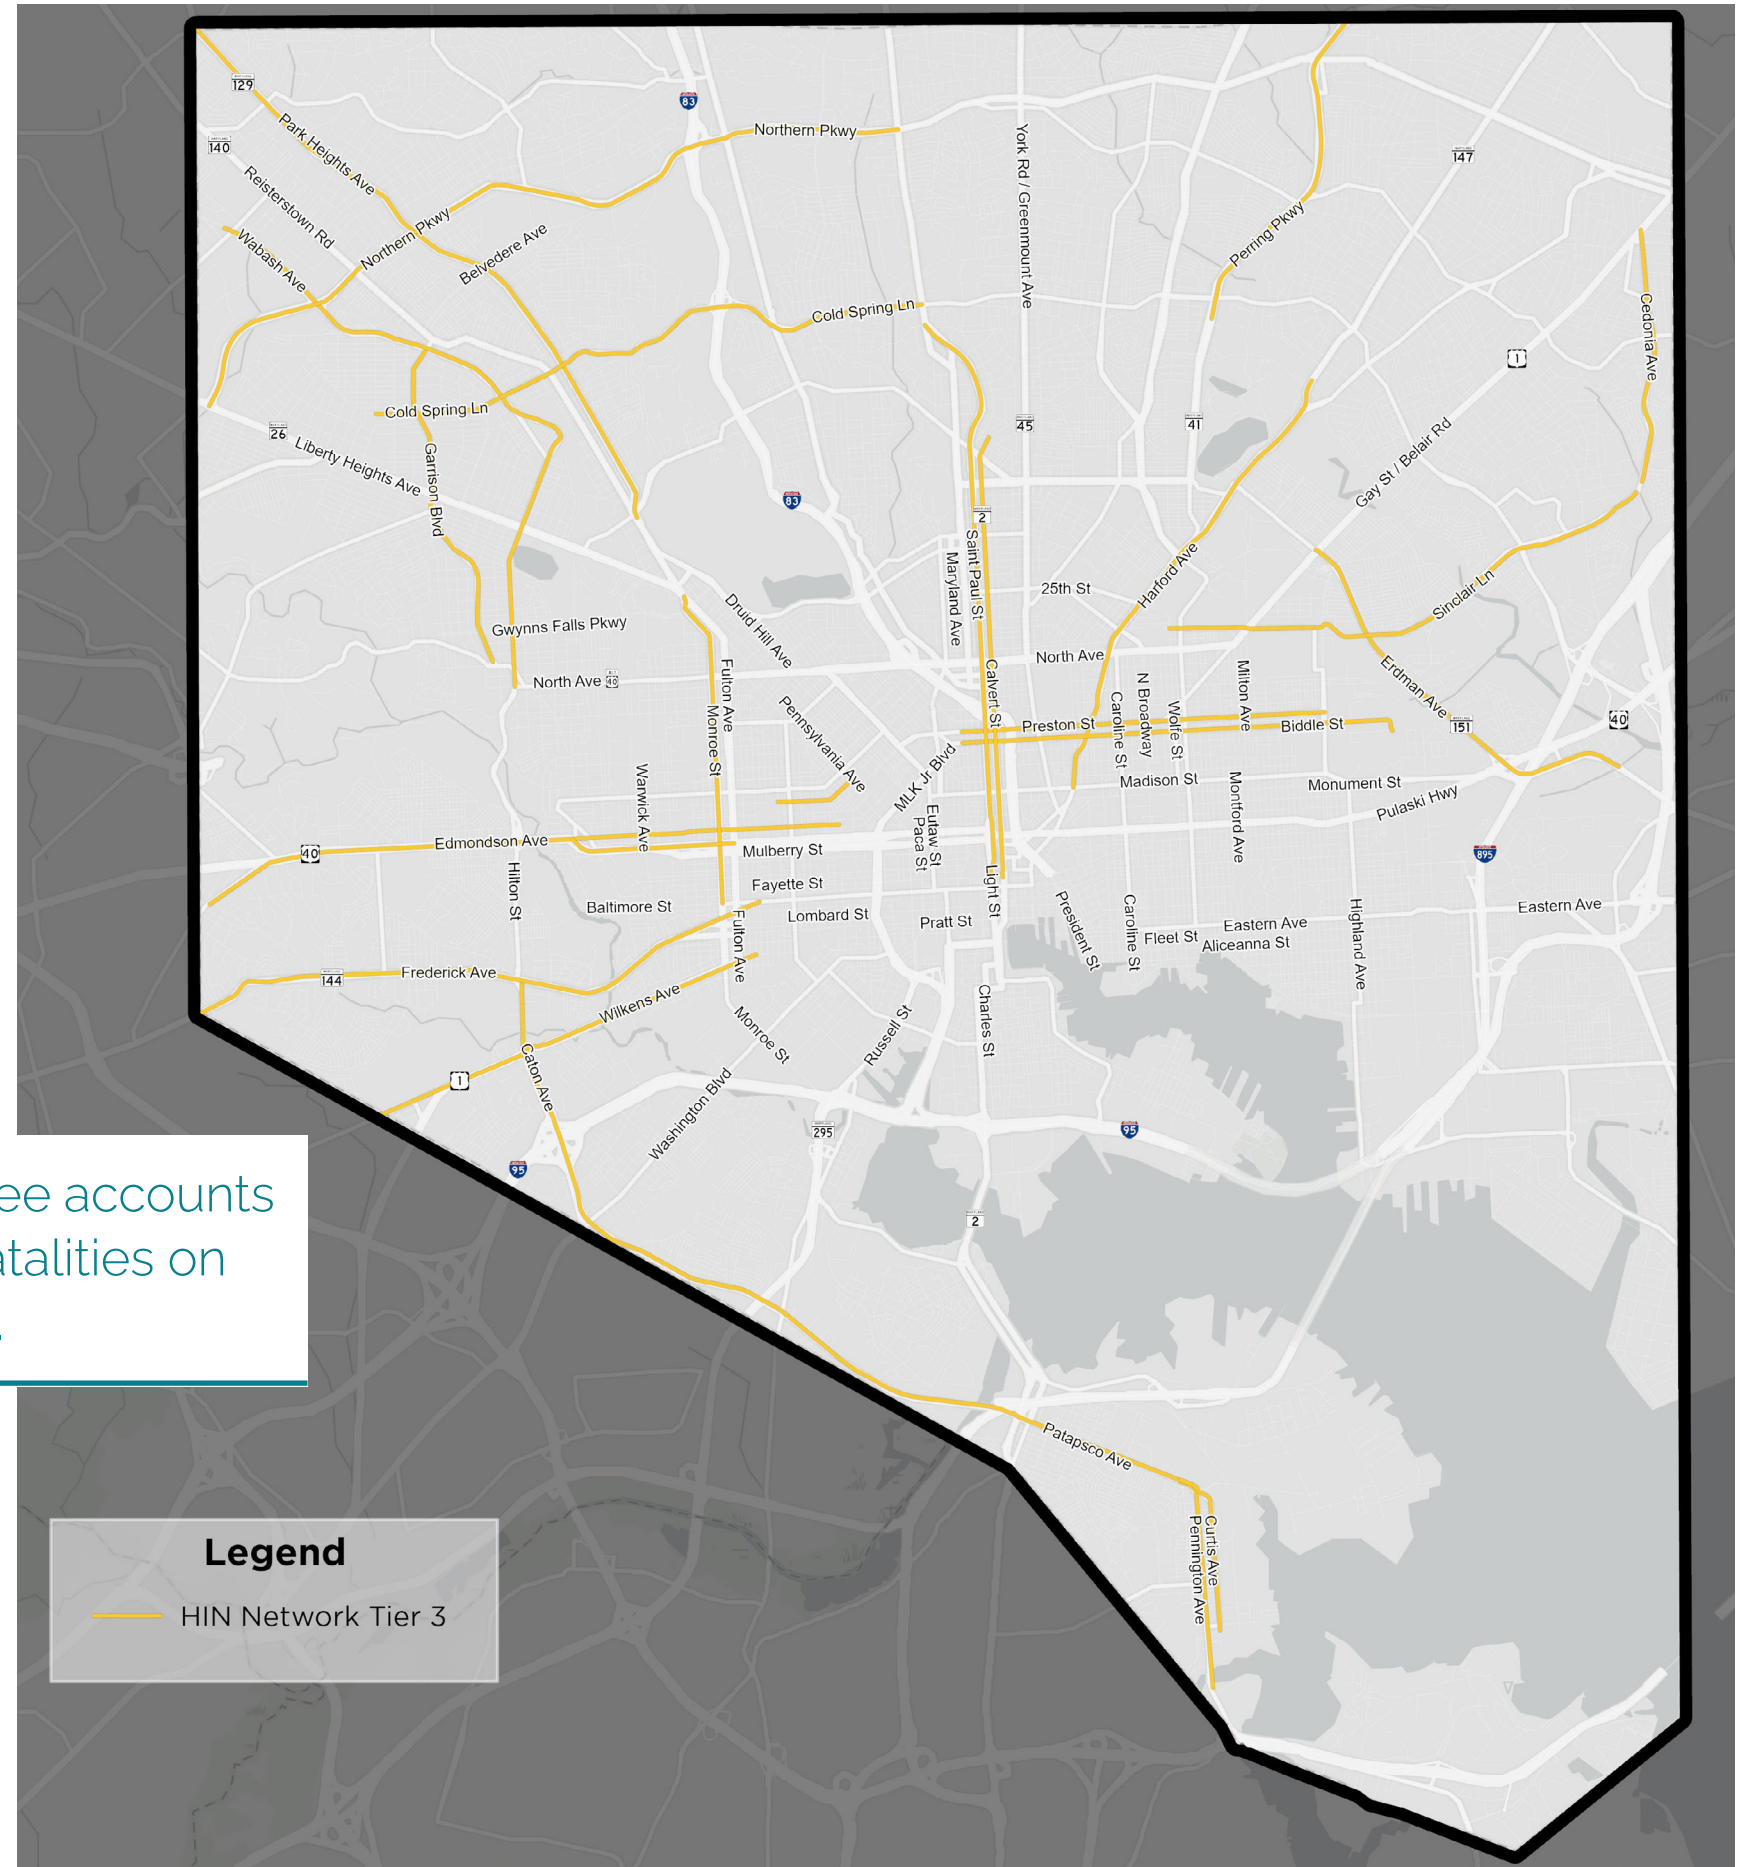 129
83
Northern Pkwy
York Rd / Greenmount Ave
147
140
Park Heights Ave
Reisterstown Rd
Northern Pkwy
Belvedere Ave
Perring Pkwy
Wabash Ave
Cold Spring Ln
Cedonia Ave
1
Cold Spring Ln
26
Liberty Heights Ave
Garrison Blvd
45
41
Gay St / Belair Rd
83
2
Saint Paul St
Maryland Ave
25th St
Harford Ave
Sinclair Ln
Druid Hill Ave
Gwynns Falls Pkwy
North Ave
40
North Ave
Calvert St
Fulton Ave
Monroe St
Pennsylvania Ave
Preston St
Caroline St
N Broadway
Wolfe St
Milton Ave
Biddle St
Erdman Ave
151
40
MLK Jr Blvd
Madison St
Monument St
Pulaski Hwy
Warwick Ave
Eutaw St
Paca St
Montford Ave
40
Edmondson Ave
Mulberry St
895
Hilton St
Fayette St
Light St
Baltimore St
Lombard St
Pratt St
President St
Caroline St
Fleet St
Eastern Ave
Aliceanna St
Highland Ave
Eastern Ave
Fulton Ave
144
Frederick Ave
Wilkens Ave
Monroe St
Russell St
Charles St
1
Caton Ave
Washington Blvd
295
95
95
2
ee accounts
atalities on
.
Patapsco Ave
Curtis Ave
Pennington Ave
Legend
HIN Network Tier 3